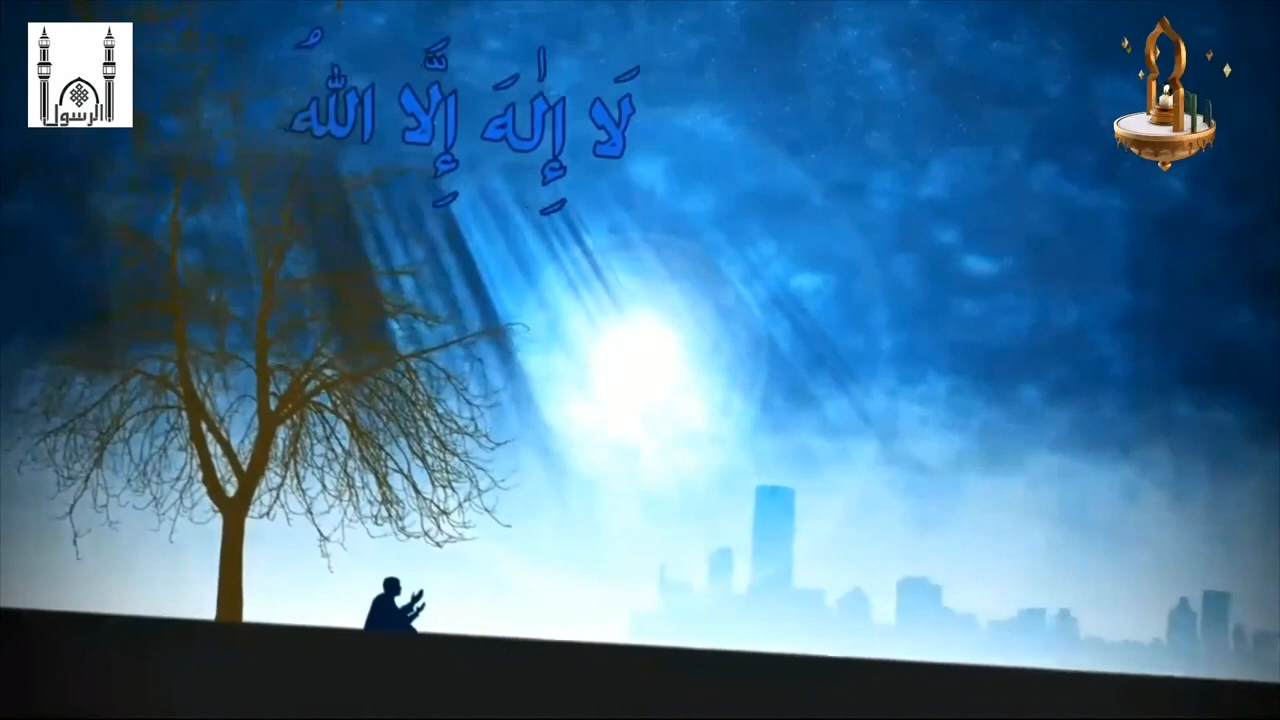 لَا إِلٰهَ إِلَّا اللهُ
الرسول